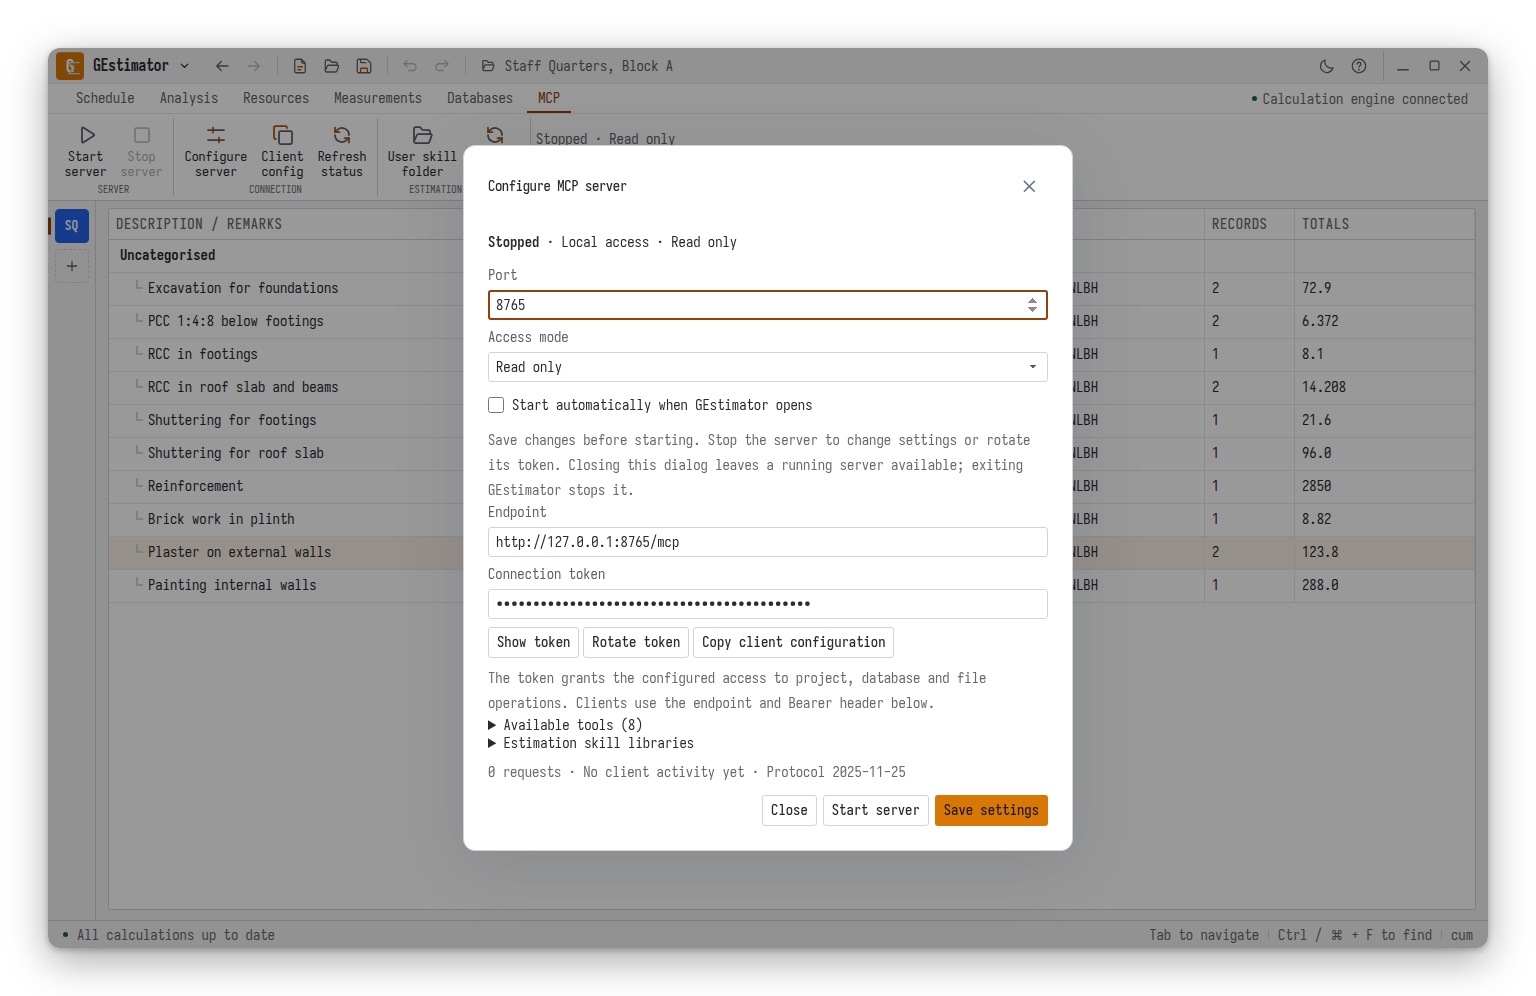 GEstimator
Staff Quarters, Block A
Schedule Analysis Resources Measurements Databases MCP
Calculation engine connected
Start server
Stop server
SERVER
Configure server
Client config
Refresh status
CONNECTION
User skill folder
ESTIMATION
Stopped · Read only
SQ
DESCRIPTION / REMARKS RECORDS TOTALS
Uncategorised
Excavation for foundations NLBH 2 72.9
PCC 1:4:8 below footings NLBH 2 6.372
RCC in footings NLBH 1 8.1
RCC in roof slab and beams NLBH 2 14.208
Shuttering for footings NLBH 1 21.6
Shuttering for roof slab NLBH 1 96.0
Reinforcement NLBH 1 2850
Brick work in plinth NLBH 1 8.82
Plaster on external walls NLBH 2 123.8
Painting internal walls NLBH 1 288.0
Configure MCP server
Stopped · Local access · Read only
Port
8765
Access mode
Read only
Start automatically when GEstimator opens
Save changes before starting. Stop the server to change settings or rotate
its token. Closing this dialog leaves a running server available; exiting
GEstimator stops it.
Endpoint
http://127.0.0.1:8765/mcp
Connection token
•••••••••••••••••••••••••••••••••••••••••••
Show token Rotate token Copy client configuration
The token grants the configured access to project, database and file
operations. Clients use the endpoint and Bearer header below.
▶ Available tools (8)
▶ Estimation skill libraries
0 requests · No client activity yet · Protocol 2025-11-25
Close Start server Save settings
All calculations up to date
Tab to navigate Ctrl / ⌘ + F to find cum